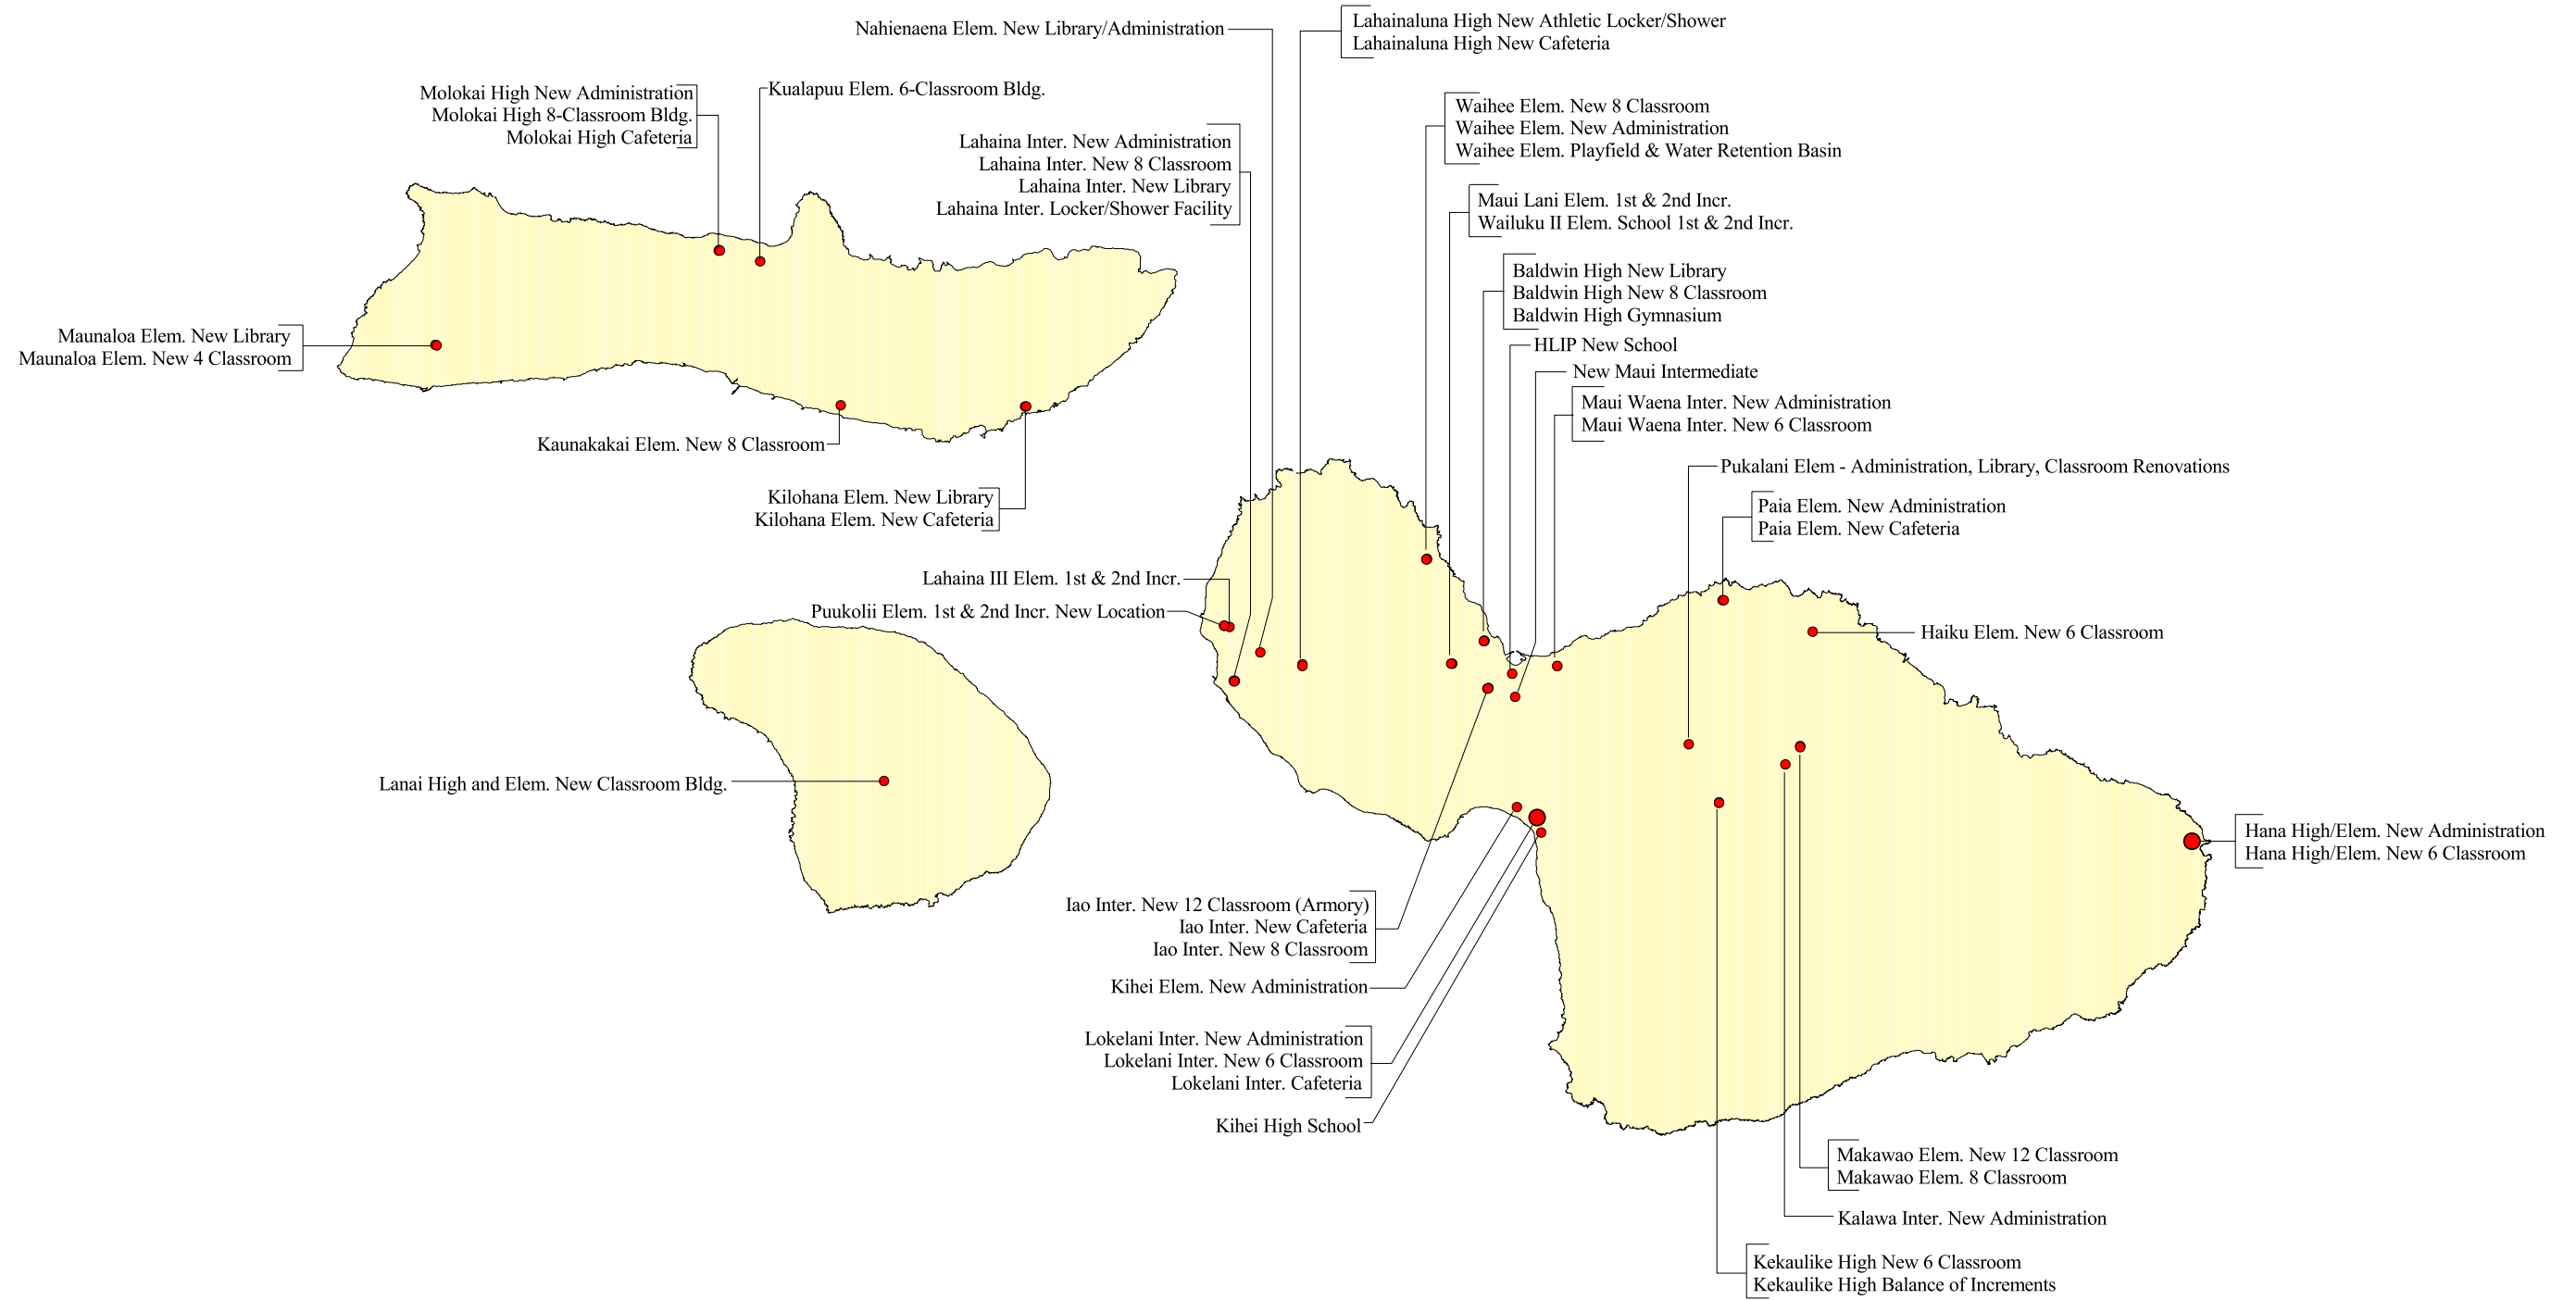 Nahienaena Elem. New Library/Administration
Lahainaluna High New Athletic Locker/Shower
Lahainaluna High New Cafeteria
Molokai High New Administration
Molokai High 8-Classroom Bldg.
Molokai High Cafeteria
Kualapuu Elem. 6-Classroom Bldg.
Lahaina Inter. New Administration
Lahaina Inter. New 8 Classroom
Lahaina Inter. New Library
Lahaina Inter. Locker/Shower Facility
Waihee Elem. New 8 Classroom
Waihee Elem. New Administration
Waihee Elem. Playfield & Water Retention Basin
Maui Lani Elem. 1st & 2nd Incr.
Wailuku II Elem. School 1st & 2nd Incr.
Baldwin High New Library
Baldwin High New 8 Classroom
Baldwin High Gymnasium
HLIP New School
New Maui Intermediate
Maui Waena Inter. New Administration
Maui Waena Inter. New 6 Classroom
Maunaloa Elem. New Library
Maunaloa Elem. New 4 Classroom
Kaunakakai Elem. New 8 Classroom
Kilohana Elem. New Library
Kilohana Elem. New Cafeteria
Pukalani Elem - Administration, Library, Classroom Renovations
Paia Elem. New Administration
Paia Elem. New Cafeteria
Lahaina III Elem. 1st & 2nd Incr.
Puukolii Elem. 1st & 2nd Incr. New Location
Haiku Elem. New 6 Classroom
Lanai High and Elem. New Classroom Bldg.
Hana High/Elem. New Administration
Hana High/Elem. New 6 Classroom
Iao Inter. New 12 Classroom (Armory)
Iao Inter. New Cafeteria
Iao Inter. New 8 Classroom
Kihei Elem. New Administration
Lokelani Inter. New Administration
Lokelani Inter. New 6 Classroom
Lokelani Inter. Cafeteria
Kihei High School
Makawao Elem. New 12 Classroom
Makawao Elem. 8 Classroom
Kalawa Inter. New Administration
Kekaulike High New 6 Classroom
Kekaulike High Balance of Increments